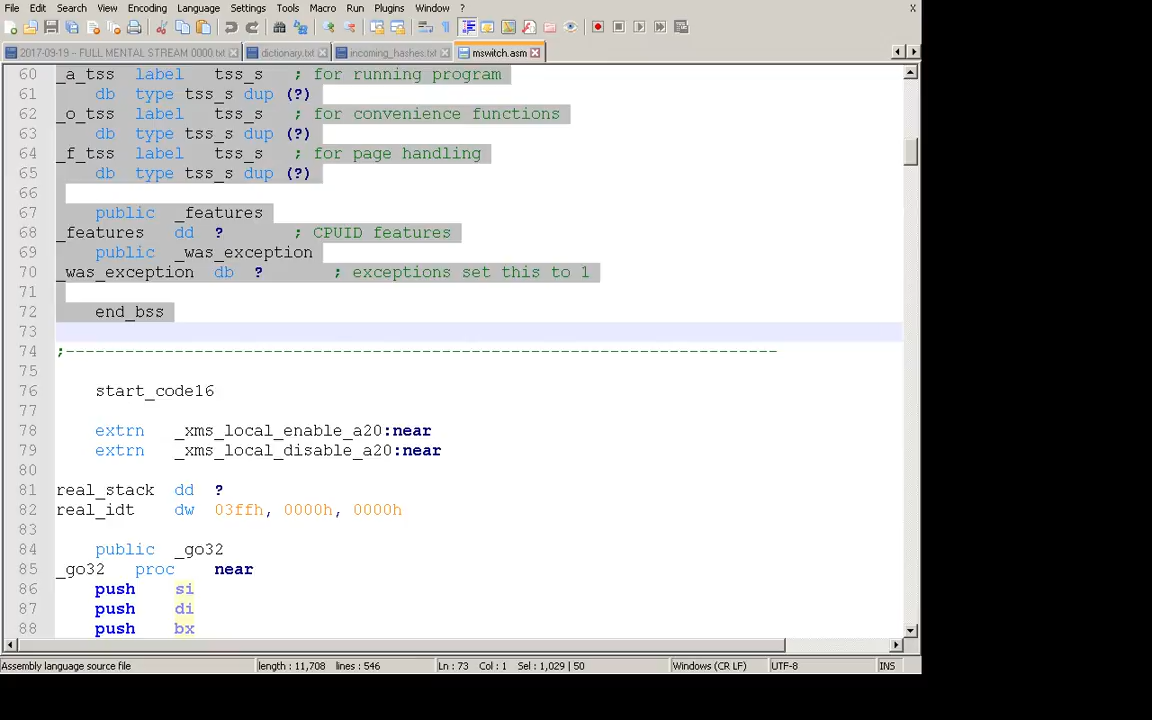 File Edit Search View Encoding Language Settings Tools Macro Run Plugins Window ? X
2017-09-19 – FULL MENTAL STREAM 0000.txt dictionary.txt incoming_hashes.txt mswitch.asm
60 _a_tss label tss_s ; for running program
61 db type tss_s dup (?)
62 _o_tss label tss_s ; for convenience functions
63 db type tss_s dup (?)
64 _f_tss label tss_s ; for page handling
65 db type tss_s dup (?)
66
67 public _features
68 _features dd ? ; CPUID features
69 public _was_exception
70 _was_exception db ? ; exceptions set this to 1
71
72 end_bss
73
74 ;------------------------------------------------------------------------
75
76 start_code16
77
78 extrn _xms_local_enable_a20:near
79 extrn _xms_local_disable_a20:near
80
81 real_stack dd ?
82 real_idt dw 03ffh, 0000h, 0000h
83
84 public _go32
85 _go32 proc near
86 push si
87 push di
88 push bx
Assembly language source file length : 11,708 lines : 546 Ln : 73 Col : 1 Sel : 1,029 | 50 Windows (CR LF) UTF-8 INS